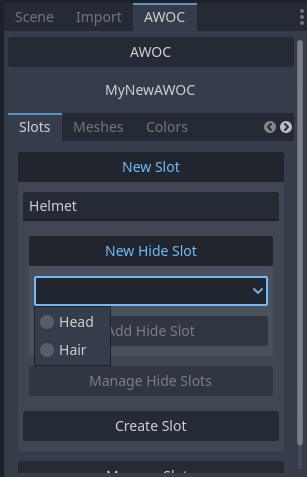 Scene Import AWOC
AWOC
MyNewAWOC
Slots Meshes Colors
New Slot
Helmet
New Hide Slot
Head
Add Hide Slot
Hair
Manage Hide Slots
Create Slot